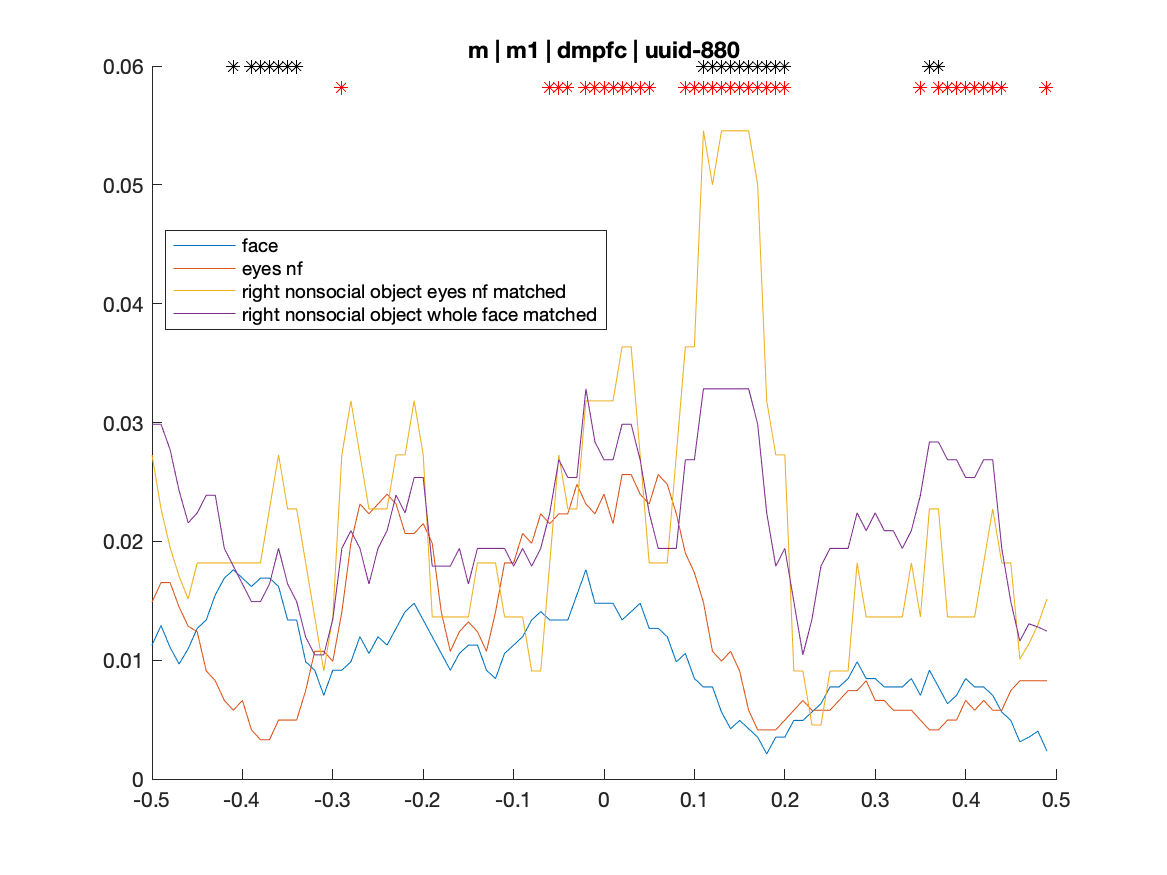 m | m1 | dmpfc | uuid-880
0.06
0.05
0.04
0.03
0.02
0.01
0
face
eyes nf
right nonsocial object eyes nf matched
right nonsocial object whole face matched
-0.5 -0.4 -0.3 -0.2 -0.1 0 0.1 0.2 0.3 0.4 0.5